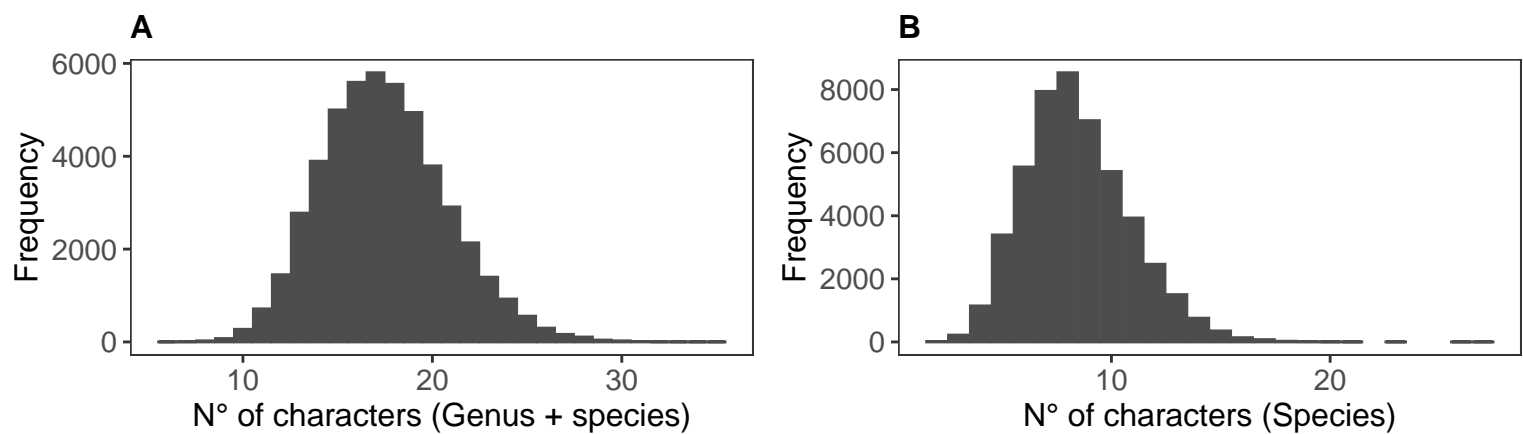 A
Frequency
6000
4000
2000
0
10 20 30
N° of characters (Genus + species)
B
Frequency
8000
6000
4000
2000
0
10 20
N° of characters (Species)